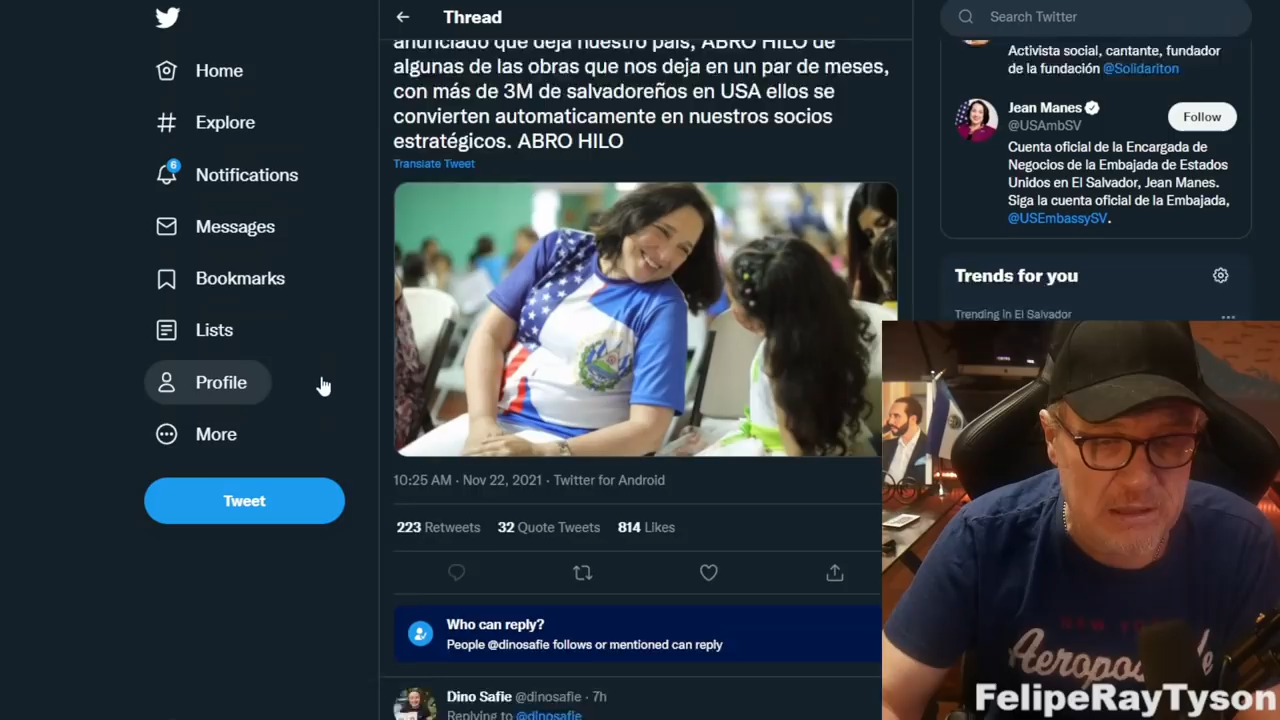 Home
Explore
6
Notifications
Messages
Bookmarks
Lists
Profile
More
Tweet
Thread
anunciado que deja nuestro país, ABRO HILO de
algunas de las obras que nos deja en un par de meses,
con más de 3M de salvadoreños en USA ellos se
convierten automaticamente en nuestros socios
estratégicos. ABRO HILO
Translate Tweet
10:25 AM · Nov 22, 2021 · Twitter for Android
223 Retweets 32 Quote Tweets 814 Likes
Who can reply?
People @dinosafie follows or mentioned can reply
Dino Safie @dinosafie · 7h
Replying to @dinosafie
Search Twitter
Activista social, cantante, fundador
de la fundación @Solidariton
Jean Manes
@USAmbSV
Follow
Cuenta oficial de la Encargada de
Negocios de la Embajada de Estados
Unidos en El Salvador, Jean Manes.
Siga la cuenta oficial de la Embajada,
@USEmbassySV.
Trends for you
Trending in El Salvador
NEW YORK
FelipeRayTyson